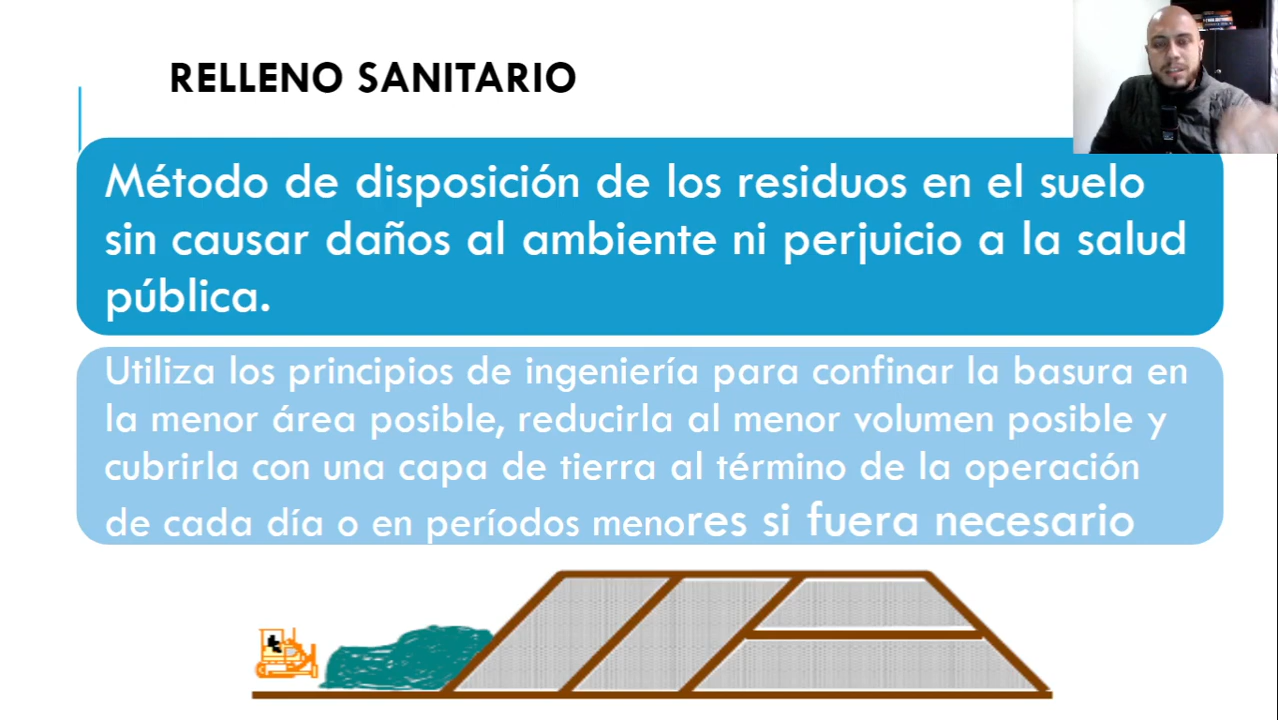 RELLENO SANITARIO
Método de disposición de los residuos en el suelo
sin causar daños al ambiente ni perjuicio a la salud
pública.
Utiliza los principios de ingeniería para confinar la basura en
la menor área posible, reducirla al menor volumen posible y
cubrirla con una capa de tierra al término de la operación
de cada día o en períodos menores si fuera necesario